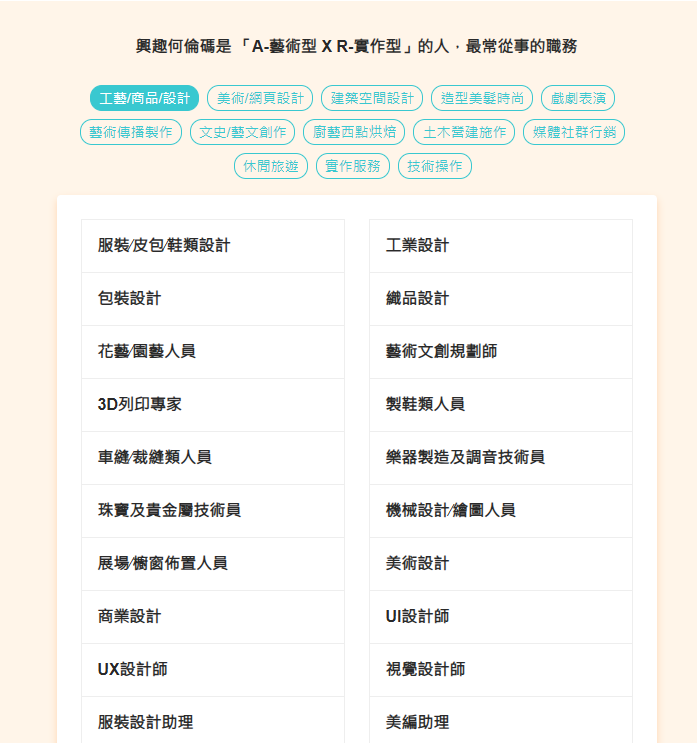 興趣何倫碼是「A-藝術型 X R-實作型」的人，最常從事的職務
工藝/商品/設計 美術/網頁設計 建築空間設計 造型美髮時尚 戲劇表演
藝術傳播製作 文史/藝文創作 廚藝西點烘焙 土木營建施作 媒體社群行銷
休閒旅遊 實作服務 技術操作
服裝∕皮包∕鞋類設計 工業設計
包裝設計 織品設計
花藝∕園藝人員 藝術文創規劃師
3D列印專家 製鞋類人員
車縫∕裁縫類人員 樂器製造及調音技術員
珠寶及貴金屬技術員 機械設計∕繪圖人員
展場∕櫥窗佈置人員 美術設計
商業設計 UI設計師
UX設計師 視覺設計師
服裝設計助理 美編助理